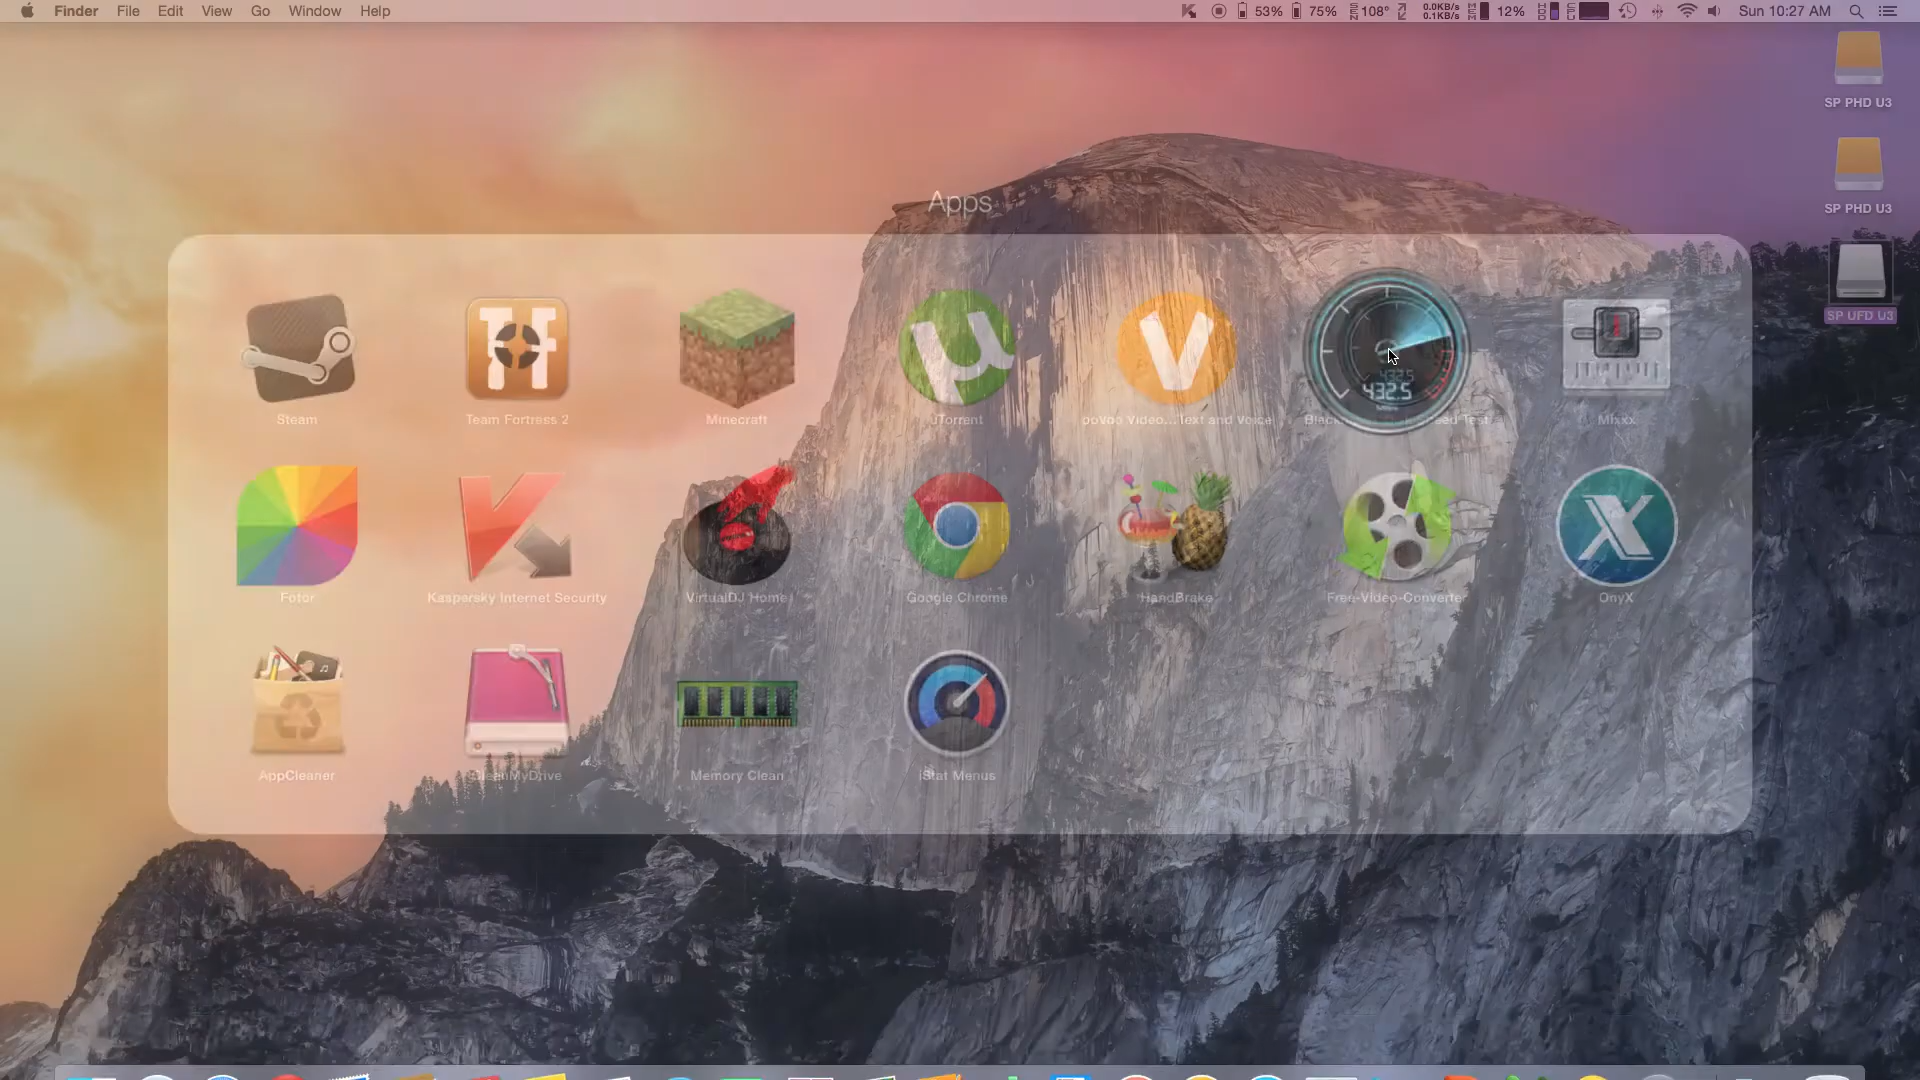 Finder File Edit View Go Window Help
53% 75% 108° 0.0KB/s 12% Sun 10:27 AM
0.1KB/s
SP PHD U3
SP PHD U3
SP UFD U3
Apps
Steam Team Fortress 2 Minecraft uTorrent ooVoo Video...Text and Voice Mixxx
432.5
Fotor Kaspersky Internet Security VirtualDJ Home Google Chrome HandBrake Free-Video-Converter OnyX
AppCleaner CleanMyDrive Memory Clean iStat Menus